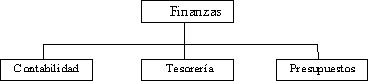 Finanzas
Contabilidad
Tesorería
Presupuestos